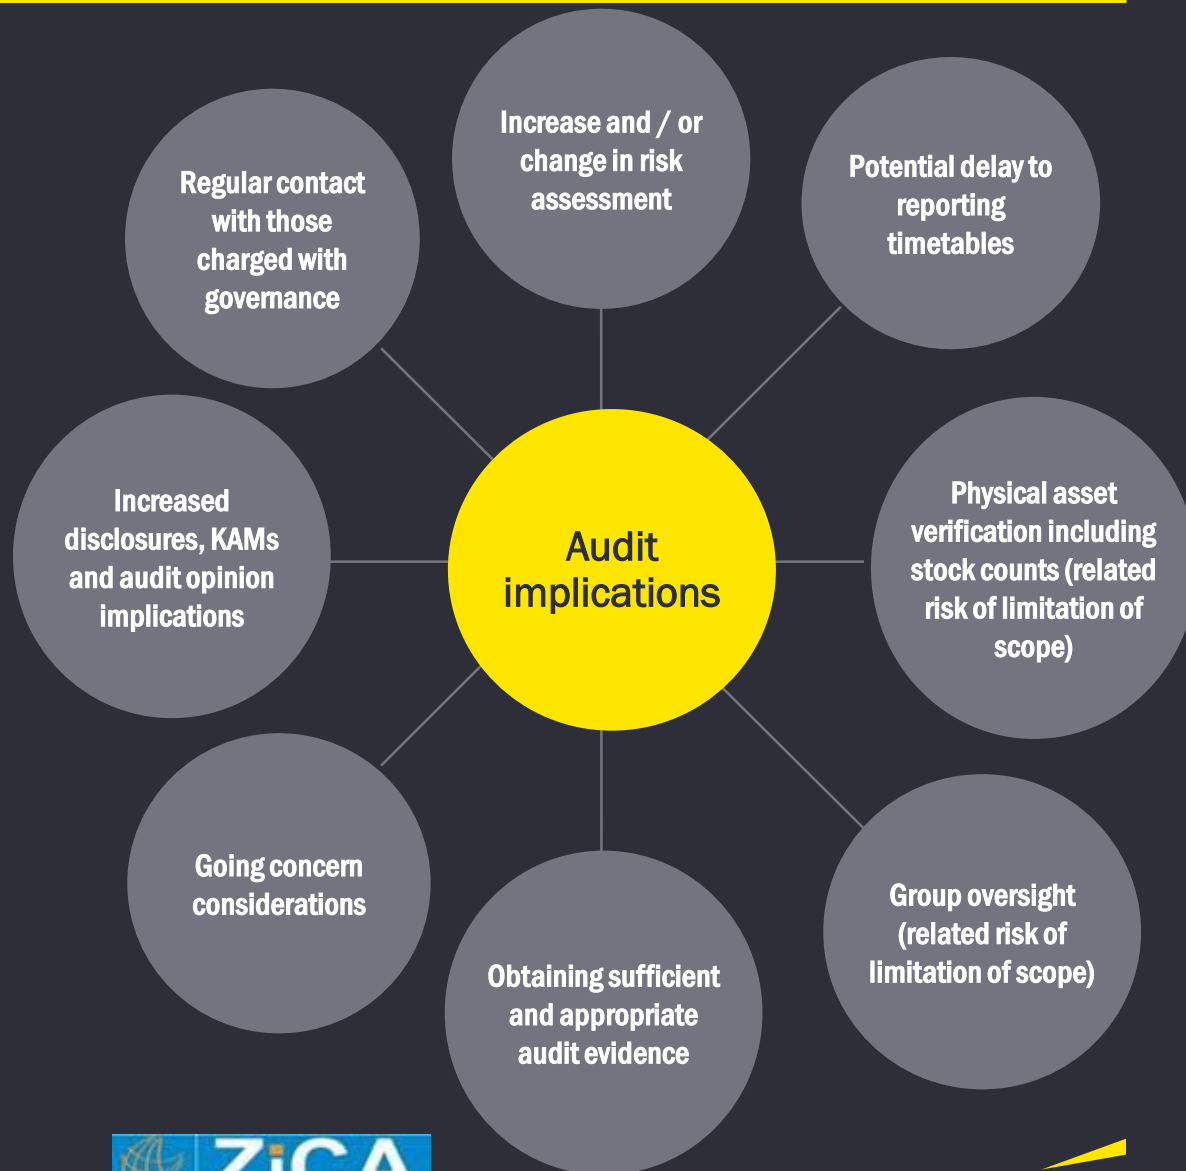 Increase and / or
change in risk
assessment
Potential delay to
reporting
timetables
Regular contact
with those
charged with
governance
Physical asset
verification including
stock counts (related
risk of limitation of
scope)
Increased
disclosures, KAMs
and audit opinion
implications
Audit
implications
Going concern
considerations
Group oversight
(related risk of
limitation of scope)
Obtaining sufficient
and appropriate
audit evidence
ZiCA